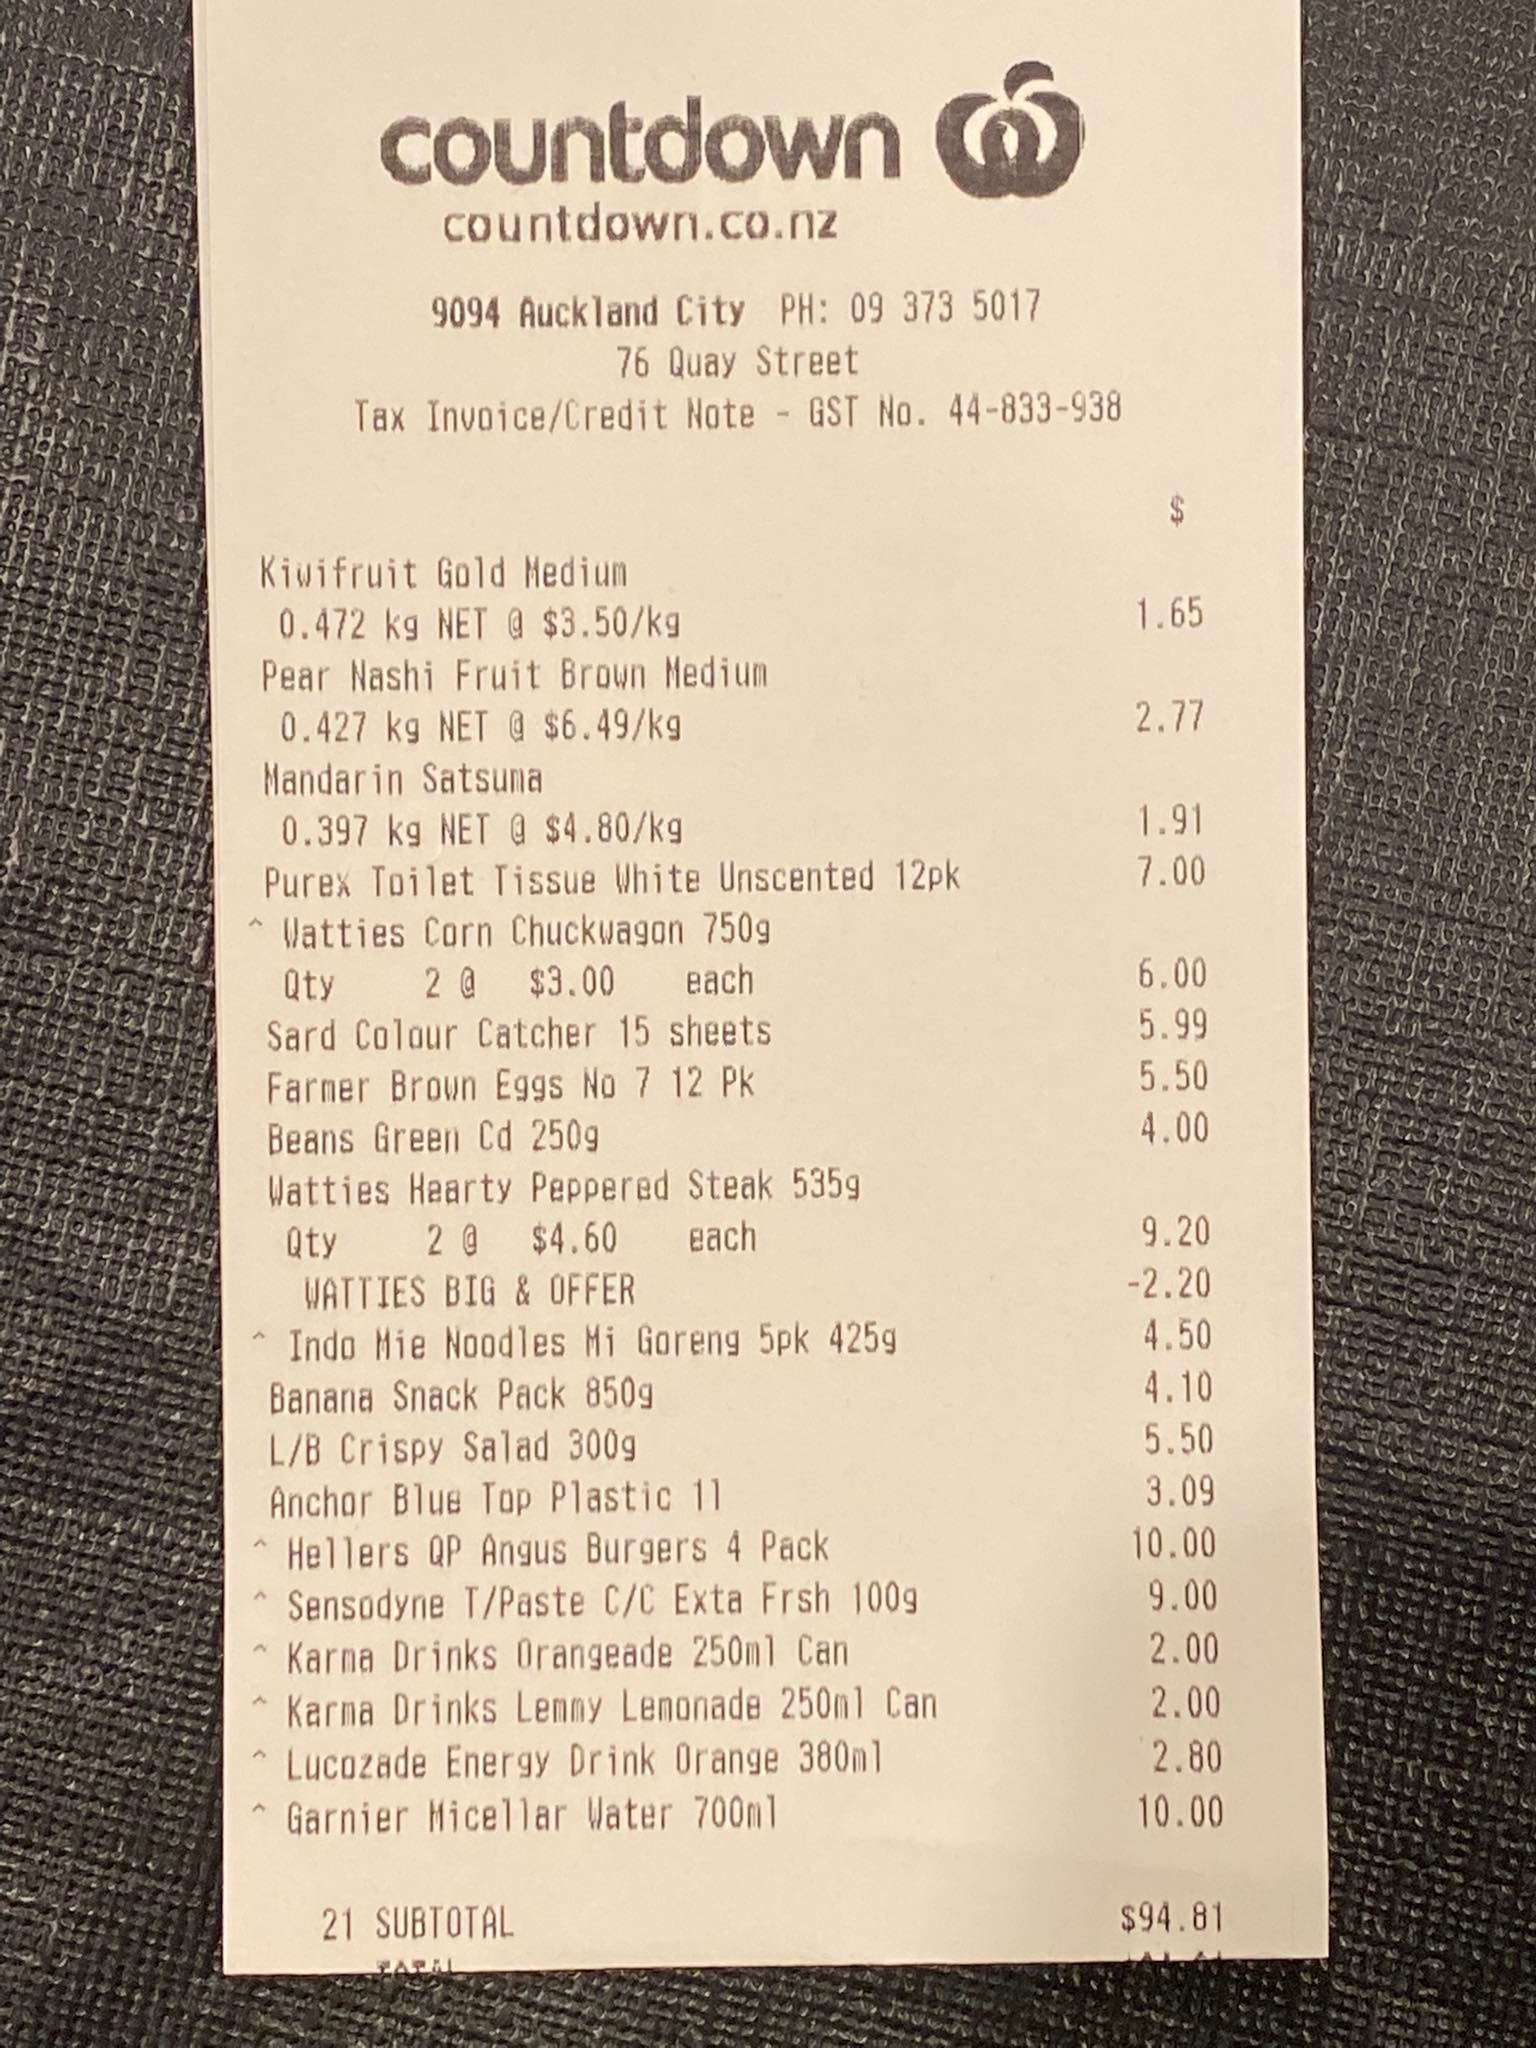 countdown
countdown.co.nz
9094 Auckland City PH: 09 373 5017
76 Quay Street
Tax Invoice/Credit Note - GST No. 44-833-938
$
Kiwifruit Gold Medium
0.472 kg NET @ $3.50/kg 1.65
Pear Nashi Fruit Brown Medium
0.427 kg NET @ $6.49/kg 2.77
Mandarin Satsuma
0.397 kg NET @ $4.80/kg 1.91
Purex Toilet Tissue White Unscented 12pk 7.00
^ Watties Corn Chuckwagon 750g
Qty 2 @ $3.00 each 6.00
Sard Colour Catcher 15 sheets 5.99
Farmer Brown Eggs No 7 12 Pk 5.50
Beans Green Cd 250g 4.00
Watties Hearty Peppered Steak 535g
Qty 2 @ $4.60 each 9.20
WATTIES BIG & OFFER -2.20
^ Indo Mie Noodles Mi Goreng 5pk 425g 4.50
Banana Snack Pack 850g 4.10
L/B Crispy Salad 300g 5.50
Anchor Blue Top Plastic 1l 3.09
^ Hellers QP Angus Burgers 4 Pack 10.00
^ Sensodyne T/Paste C/C Exta Frsh 100g 9.00
^ Karma Drinks Orangeade 250ml Can 2.00
^ Karma Drinks Lemmy Lemonade 250ml Can 2.00
^ Lucozade Energy Drink Orange 380ml 2.80
^ Garnier Micellar Water 700ml 10.00
21 SUBTOTAL $94.81
TOTAL